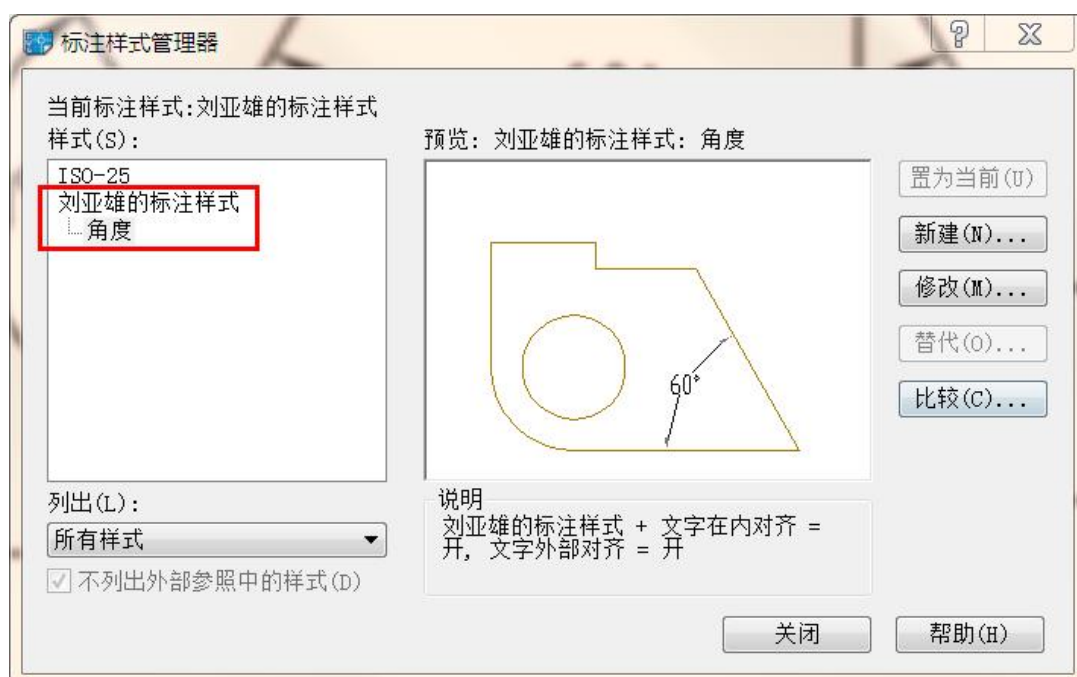 标注样式管理器
当前标注样式:刘亚雄的标注样式
样式(S):
ISO-25
刘亚雄的标注样式
角度
预览: 刘亚雄的标注样式: 角度
60°
置为当前(U)
新建(N)...
修改(M)...
替代(O)...
比较(C)...
列出(L):
所有样式
不列出外部参照中的样式(D)
说明
刘亚雄的标注样式 + 文字在内对齐 =
开, 文字外部对齐 = 开
关闭
帮助(H)